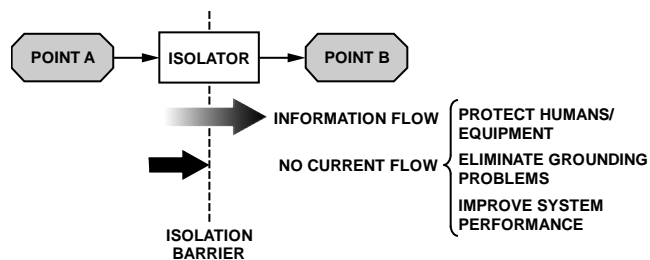 POINT A
ISOLATOR
POINT B
INFORMATION FLOW
NO CURRENT FLOW
PROTECT HUMANS/
EQUIPMENT
ELIMINATE GROUNDING
PROBLEMS
IMPROVE SYSTEM
PERFORMANCE
ISOLATION
BARRIER